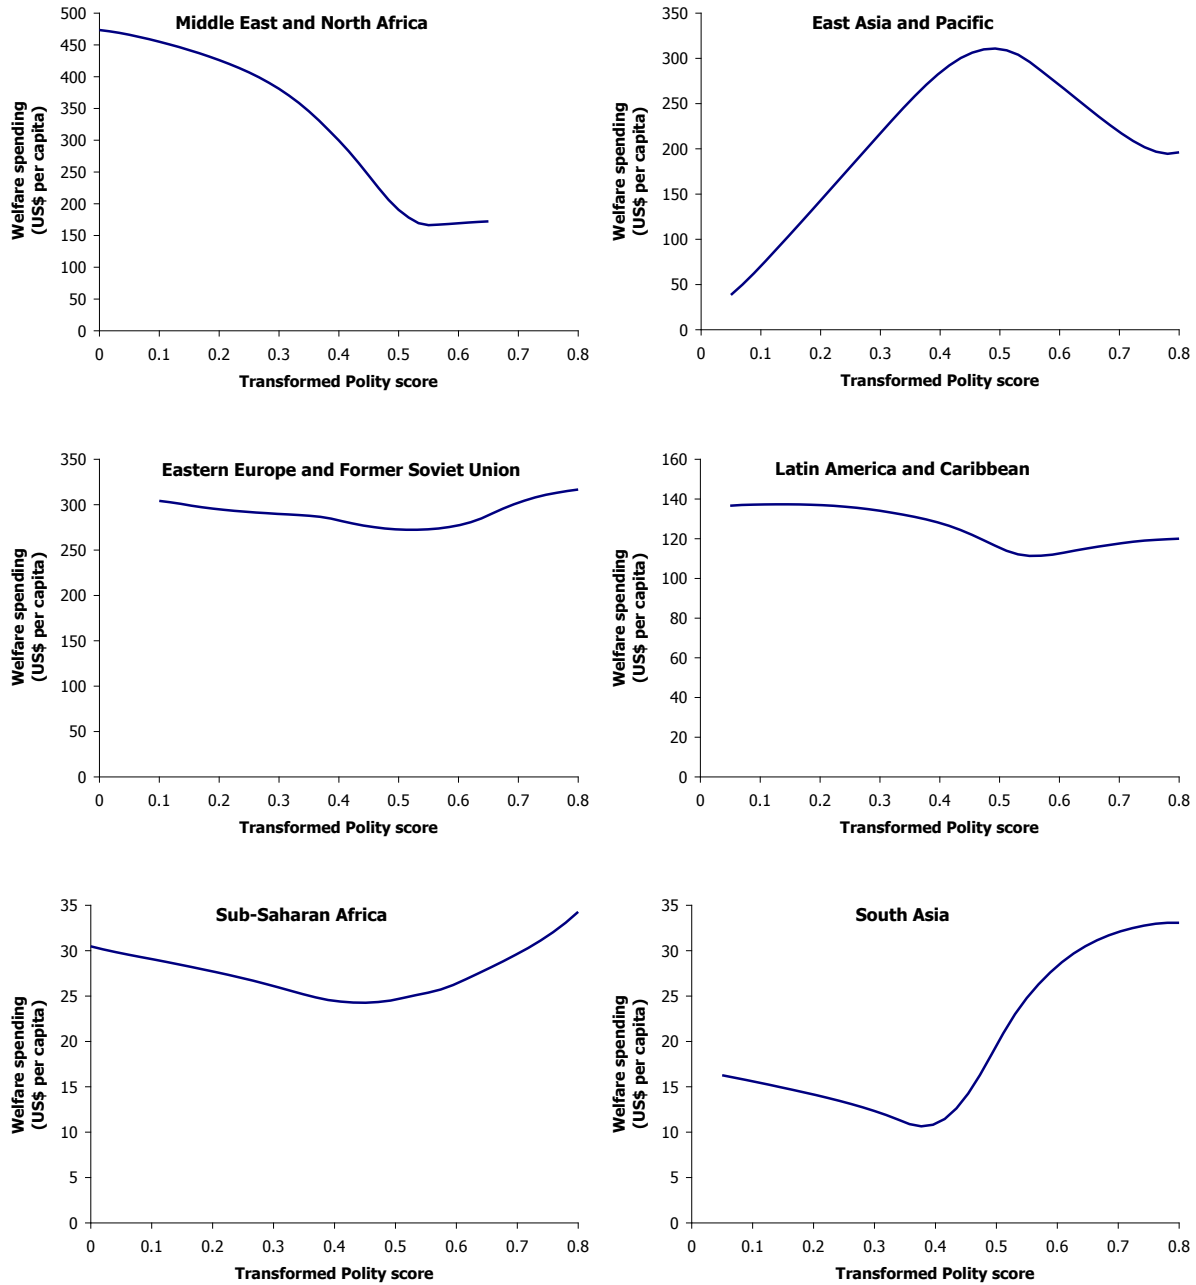 Middle East and North Africa
Welfare spending
(US$ per capita)
500
450
400
350
300
250
200
150
100
50
0
0 0.1 0.2 0.3 0.4 0.5 0.6 0.7 0.8
Transformed Polity score
East Asia and Pacific
Welfare spending
(US$ per capita)
350
300
250
200
150
100
50
0
0 0.1 0.2 0.3 0.4 0.5 0.6 0.7 0.8
Transformed Polity score
Eastern Europe and Former Soviet Union
Welfare spending
(US$ per capita)
350
300
250
300
150
100
50
0
0 0.1 0.2 0.3 0.4 0.5 0.6 0.7 0.8
Transformed Polity score
Latin America and Caribbean
Welfare spending
(US$ per capita)
160
140
120
100
80
60
40
20
0
0 0.1 0.2 0.3 0.4 0.5 0.6 0.7 0.8
Transformed Polity score
Sub-Saharan Africa
Welfare spending
(US$ per capita)
35
30
25
20
15
10
5
0
0 0.1 0.2 0.3 0.4 0.5 0.6 0.7 0.8
Transformed Polity score
South Asia
Welfare spending
(US$ per capita)
35
30
25
20
15
10
5
0
0 0.1 0.2 0.3 0.4 0.5 0.6 0.7 0.8
Transformed Polity score